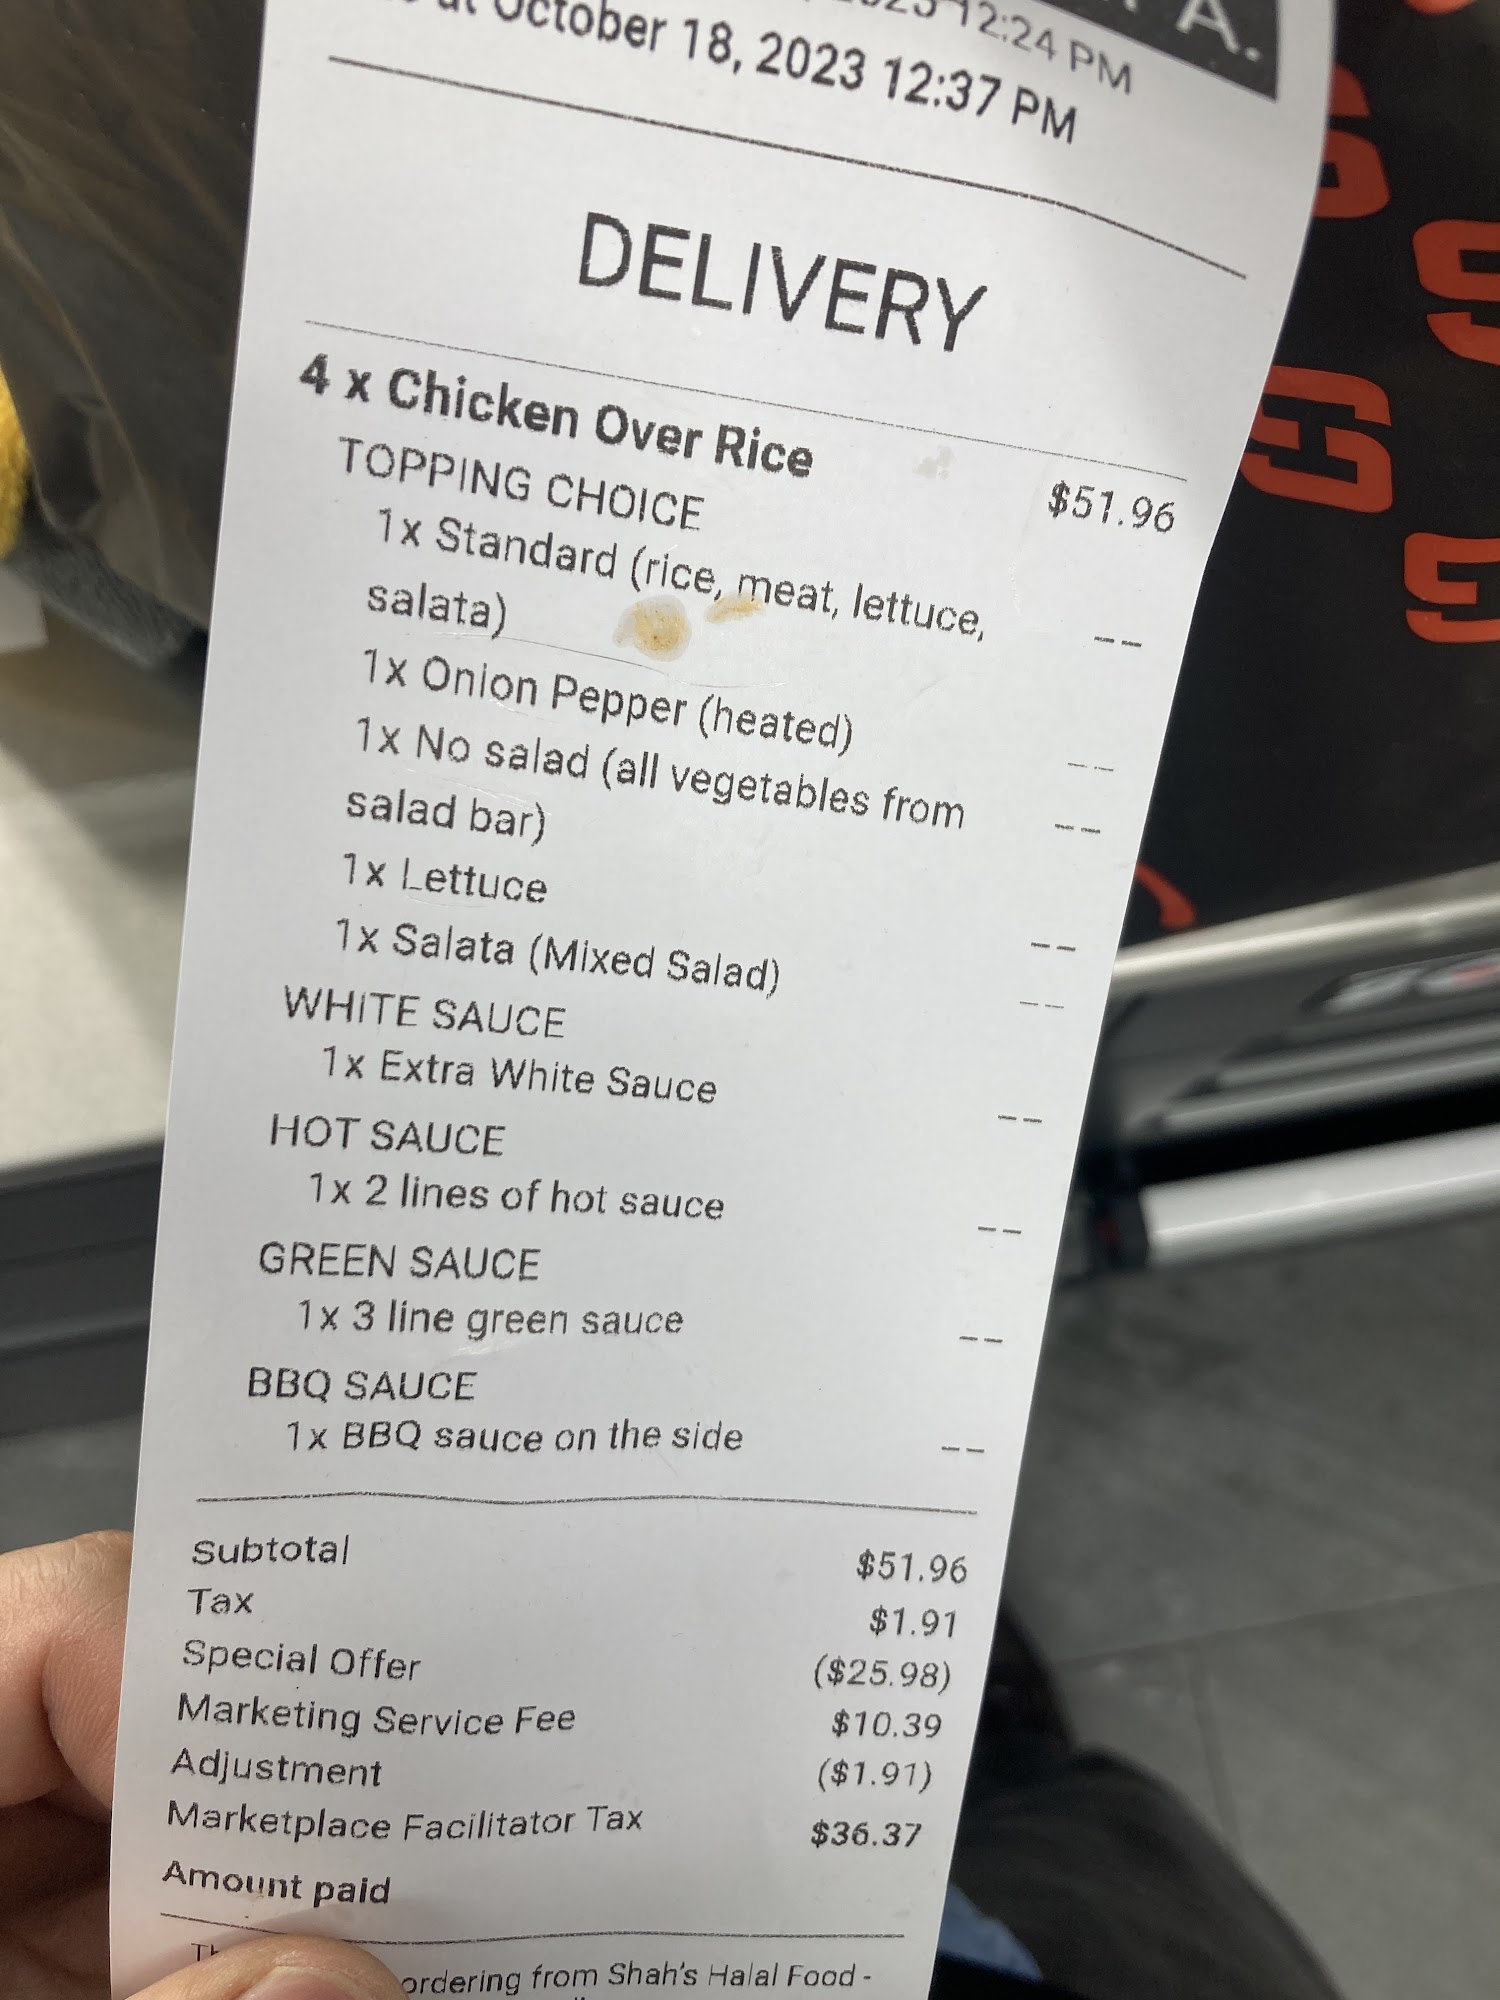 A.
12:24 PM
at October 18, 2023 12:37 PM
DELIVERY
4 x Chicken Over Rice $51.96
TOPPING CHOICE
1x Standard (rice, meat, lettuce, --
salata)
1x Onion Pepper (heated) --
1x No salad (all vegetables from --
salad bar)
1x Lettuce --
1x Salata (Mixed Salad) --
WHITE SAUCE
1x Extra White Sauce --
HOT SAUCE
1x 2 lines of hot sauce --
GREEN SAUCE
1x 3 line green sauce --
BBQ SAUCE
1x BBQ sauce on the side --
Subtotal $51.96
Tax $1.91
Special Offer ($25.98)
Marketing Service Fee $10.39
Adjustment ($1.91)
Marketplace Facilitator Tax $36.37
Amount paid
ordering from Shah's Halal Food -